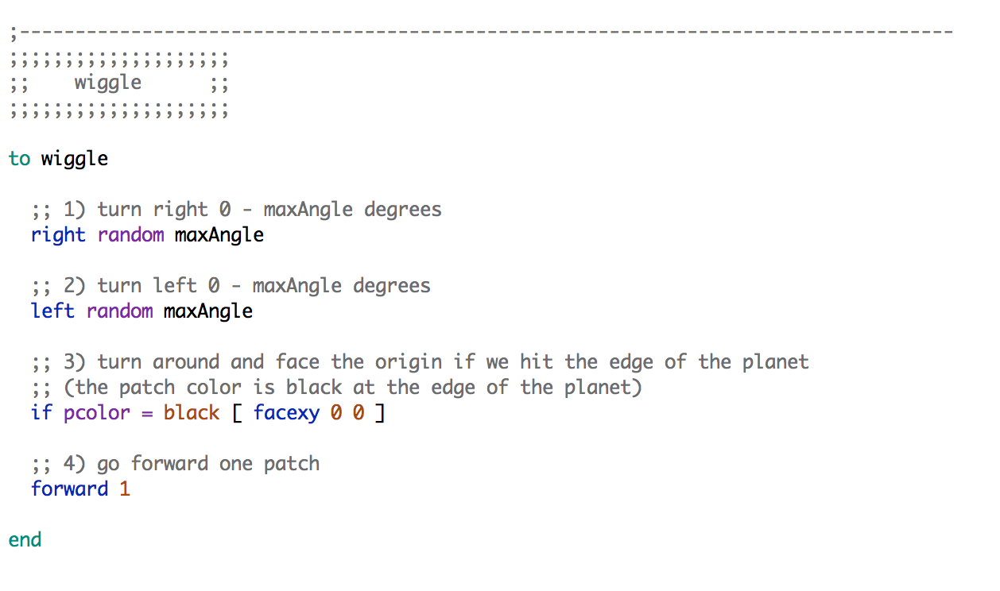 ;------------------------------------------------------------------------------------
;;;;;;;;;;;;;;;;;;;;
;;    wiggle      ;;
;;;;;;;;;;;;;;;;;;;;
to wiggle
;; 1) turn right 0 - maxAngle degrees
right random maxAngle
;; 2) turn left 0 - maxAngle degrees
left random maxAngle
;; 3) turn around and face the origin if we hit the edge of the planet
;; (the patch color is black at the edge of the planet)
if pcolor = black [ facexy 0 0 ]
;; 4) go forward one patch
forward 1
end